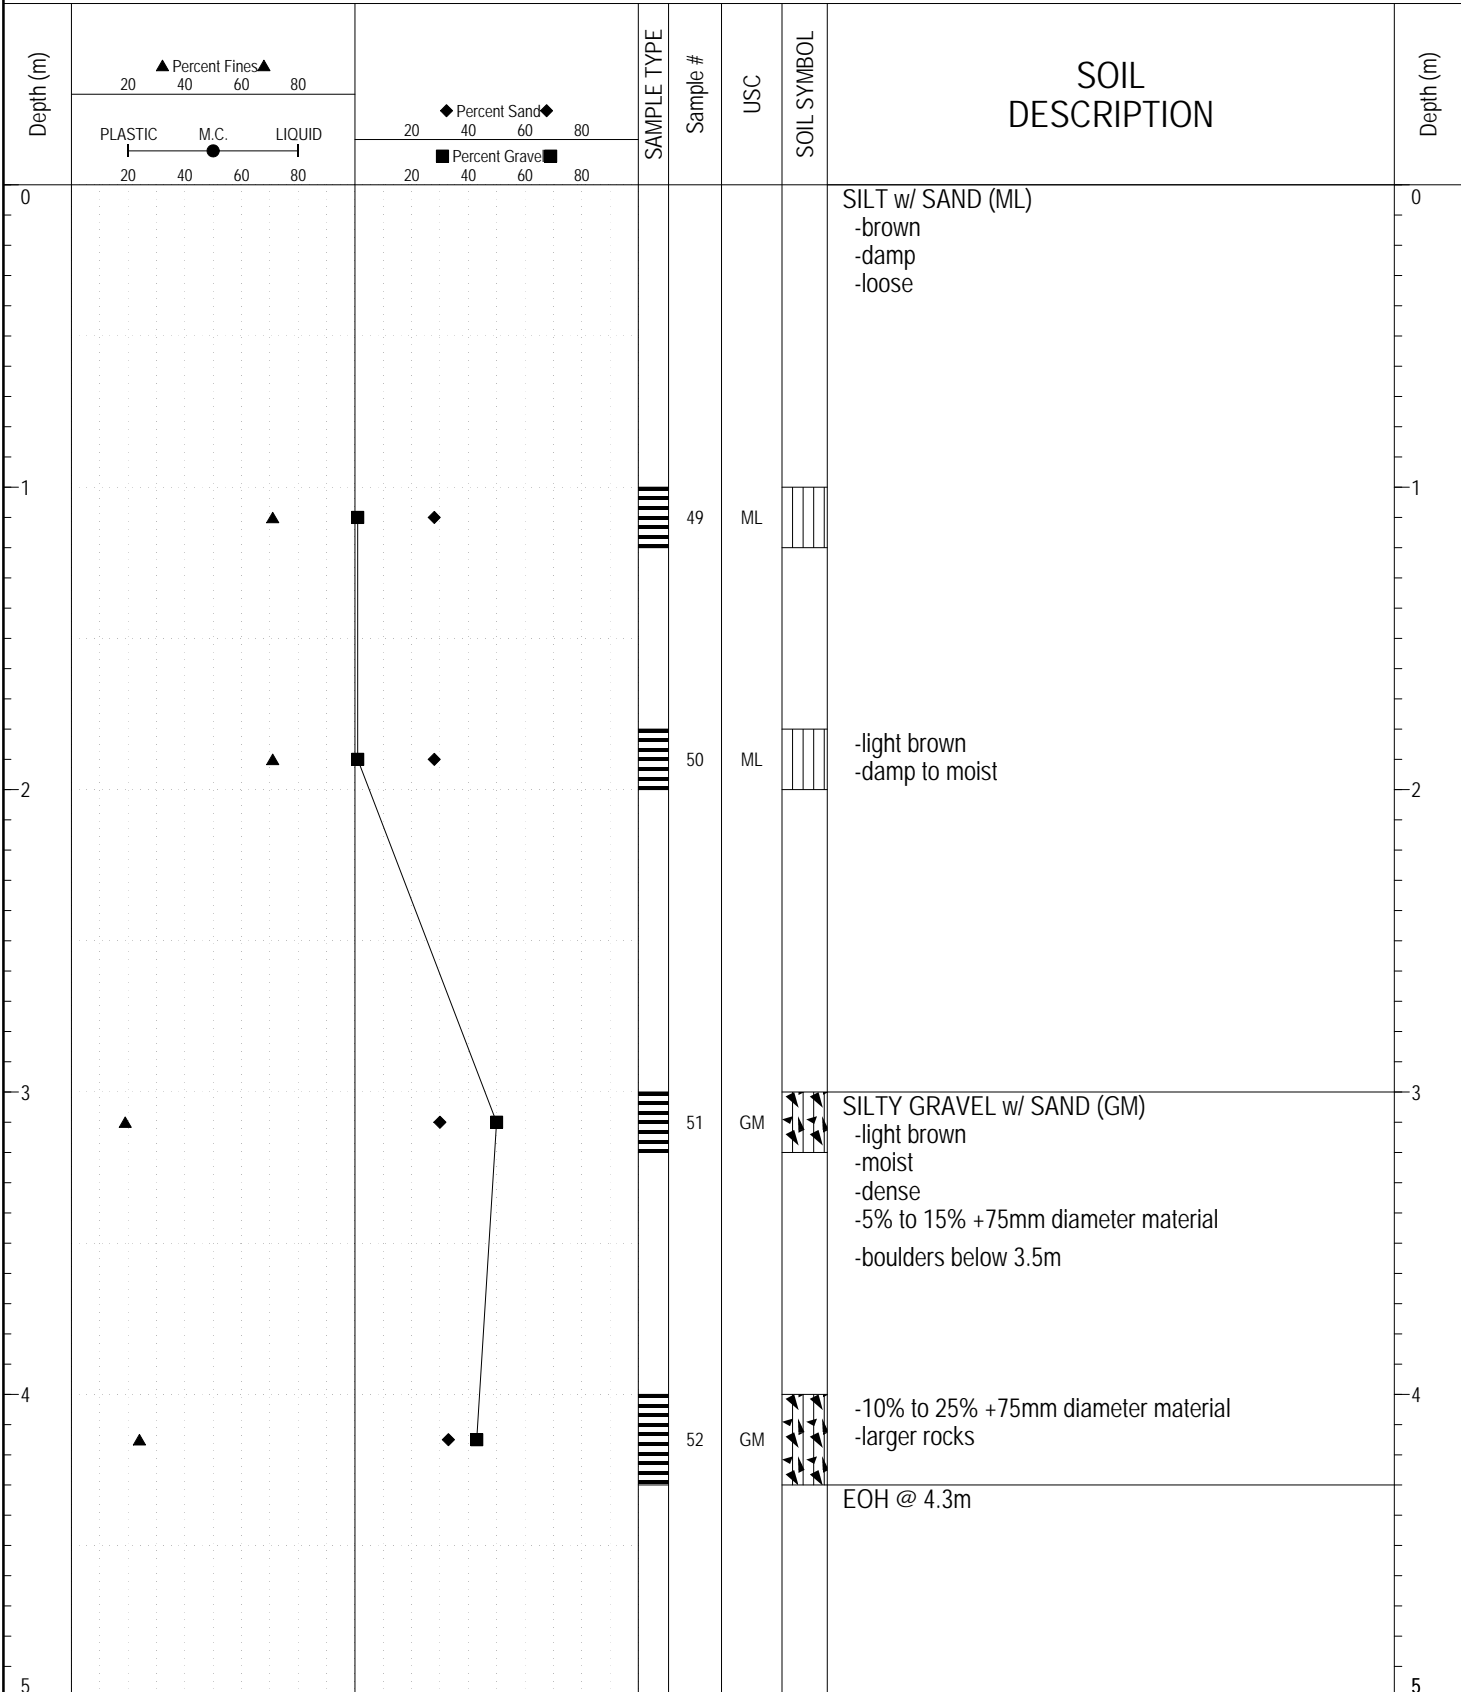 Depth (m)
▲ Percent Fines▲
20 40 60 80
PLASTIC M.C. LIQUID
20 40 60 80
◆ Percent Sand◆
20 40 60 80
■ Percent Gravel■
20 40 60 80
SAMPLE TYPE
Sample #
USC
SOIL SYMBOL
SOIL
DESCRIPTION
Depth (m)
0 SILT w/ SAND (ML) 0
-brown
-damp
-loose
1 1
49 ML
-light brown
50 ML
-damp to moist
2 2
3 3
SILTY GRAVEL w/ SAND (GM)
51 GM
-light brown
-moist
-dense
-5% to 15% +75mm diameter material
-boulders below 3.5m
4 4
-10% to 25% +75mm diameter material
52 GM -larger rocks
EOH @ 4.3m
5 5